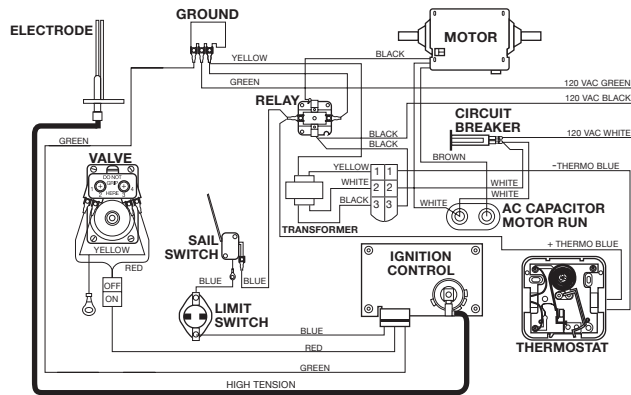 GROUND
ELECTRODE
MOTOR
YELLOW
BLACK
GREEN
120 VAC GREEN
120 VAC BLACK
RELAY
CIRCUIT
BREAKER
120 VAC WHITE
GREEN
BLACK
BLACK
VALVE
DO NOT
HERE
BROWN
YELLOW 1 1
-THERMO BLUE
WHITE 2 2
WHITE
WHITE
BLACK 3 3
WHITE
AC CAPACITOR
MOTOR RUN
TRANSFORMER
SAIL
SWITCH
YELLOW
RED
IGNITION
CONTROL
+ THERMO BLUE
BLUE
BLUE
OFF
ON
LIMIT
SWITCH
BLUE
RED
THERMOSTAT
GREEN
HIGH TENSION